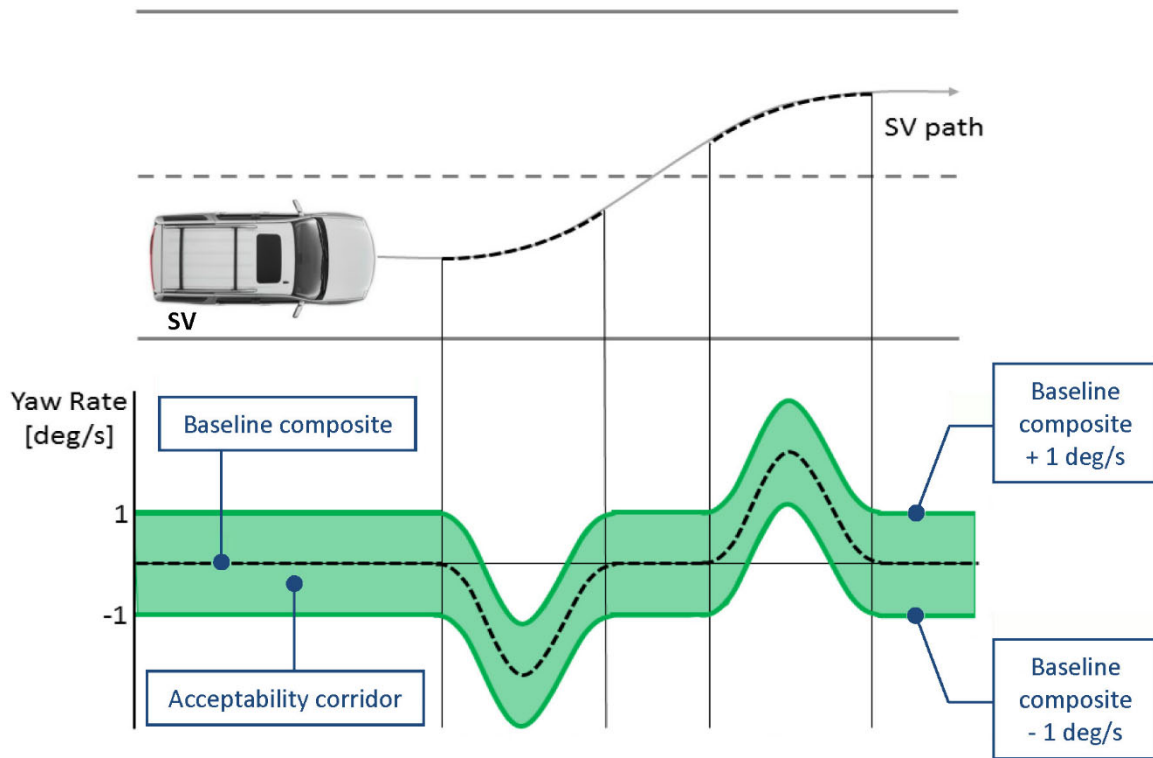 SV path
SV
Yaw Rate
[deg/s]
Baseline composite
Baseline
composite
+ 1 deg/s
1
-1
Acceptability corridor
Baseline
composite
- 1 deg/s